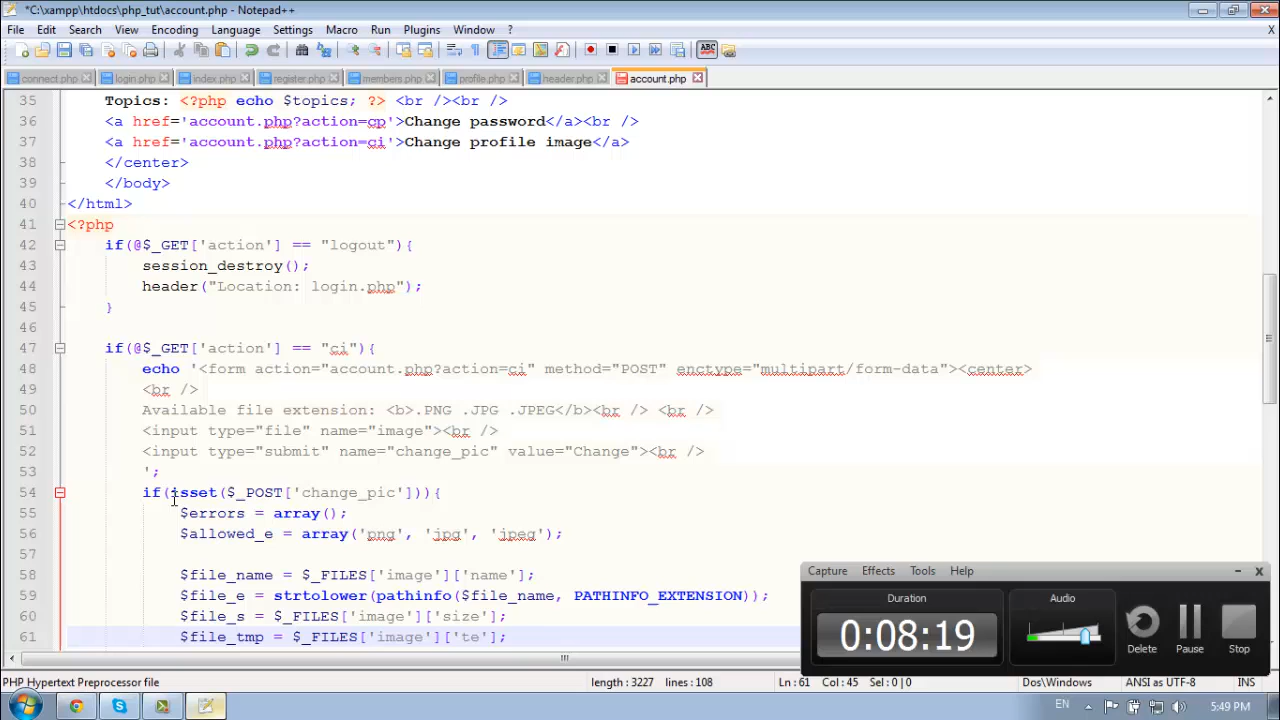 *C:\xampp\htdocs\php_tut\account.php - Notepad++
File Edit Search View Encoding Language Settings Macro Run Plugins Window ? X
ABC
connect.php login.php index.php register.php members.php profile.php header.php account.php
35 Topics: <?php echo $topics; ?> <br /><br />
36 <a href='account.php?action=cp'>Change password</a><br />
37 <a href='account.php?action=ci'>Change profile image</a>
38 </center>
39 </body>
40 </html>
41 <?php
42 if(@$_GET['action'] == "logout"){
43 session_destroy();
44 header("Location: login.php");
45 }
46
47 if(@$_GET['action'] == "ci"){
48 echo '<form action="account.php?action=ci" method="POST" enctype="multipart/form-data"><center>
49 <br />
50 Available file extension: <b>.PNG .JPG .JPEG</b><br /> <br />
51 <input type="file" name="image"><br />
52 <input type="submit" name="change_pic" value="Change"><br />
53 ';
54 if(isset($_POST['change_pic'])){
55 $errors = array();
56 $allowed_e = array('png', 'jpg', 'jpeg');
57
58 $file_name = $_FILES['image']['name'];
59 $file_e = strtolower(pathinfo($file_name, PATHINFO_EXTENSION));
60 $file_s = $_FILES['image']['size'];
61 $file_tmp = $_FILES['image']['te'];
Capture Effects Tools Help
Duration
0:08:19
Audio
Delete Pause Stop
PHP Hypertext Preprocessor file length : 3227 lines : 108 Ln : 61 Col : 45 Sel : 0 | 0 Dos\Windows ANSI as UTF-8 INS
EN 5:49 PM